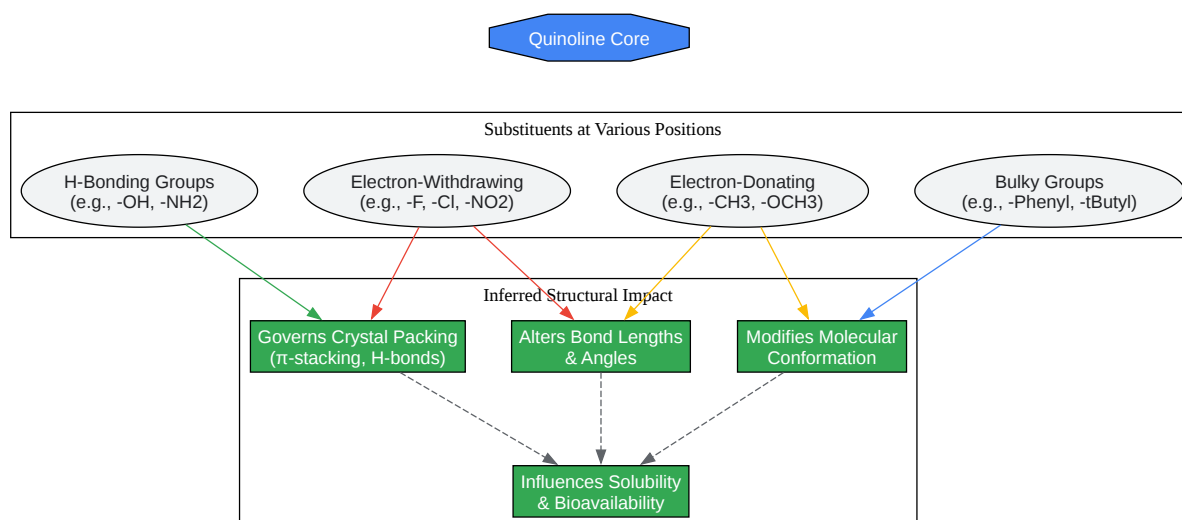 Quinoline Core
Substituents at Various Positions
H-Bonding Groups
(e.g., -OH, -NH2)
Electron-Withdrawing
(e.g., -F, -Cl, -NO2)
Electron-Donating
(e.g., -CH3, -OCH3)
Bulky Groups
(e.g., -Phenyl, -tButyl)
Inferred Structural Impact
Governs Crystal Packing
(π-stacking, H-bonds)
Alters Bond Lengths
& Angles
Modifies Molecular
Conformation
Influences Solubility
& Bioavailability